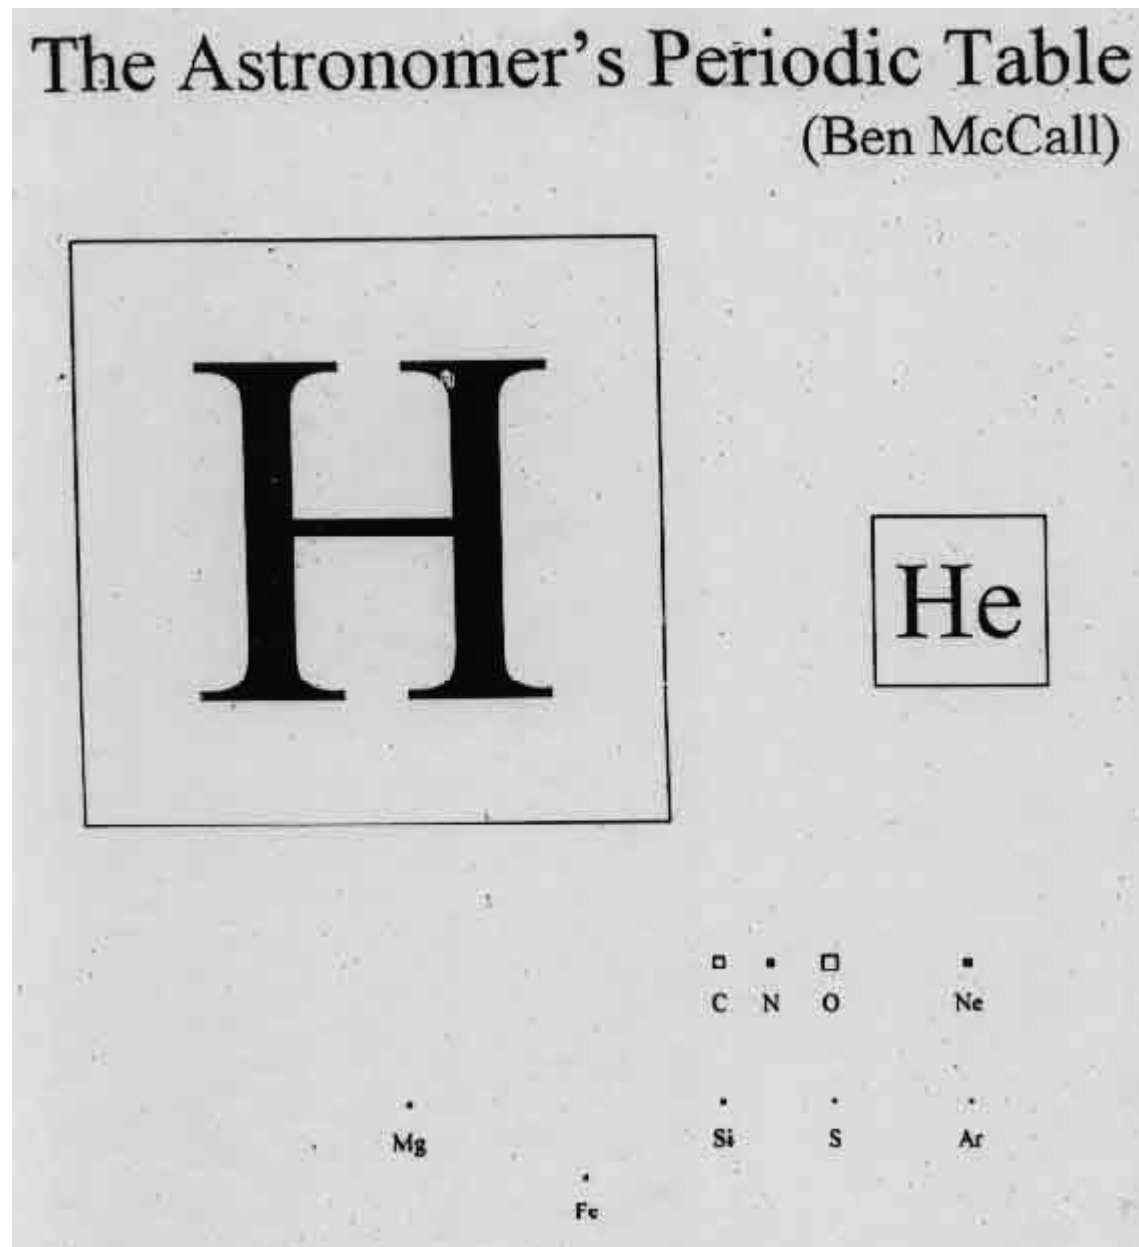 The Astronomer's Periodic Table
(Ben McCall)
H
He
C N O Ne
Mg Si S Ar
Fe